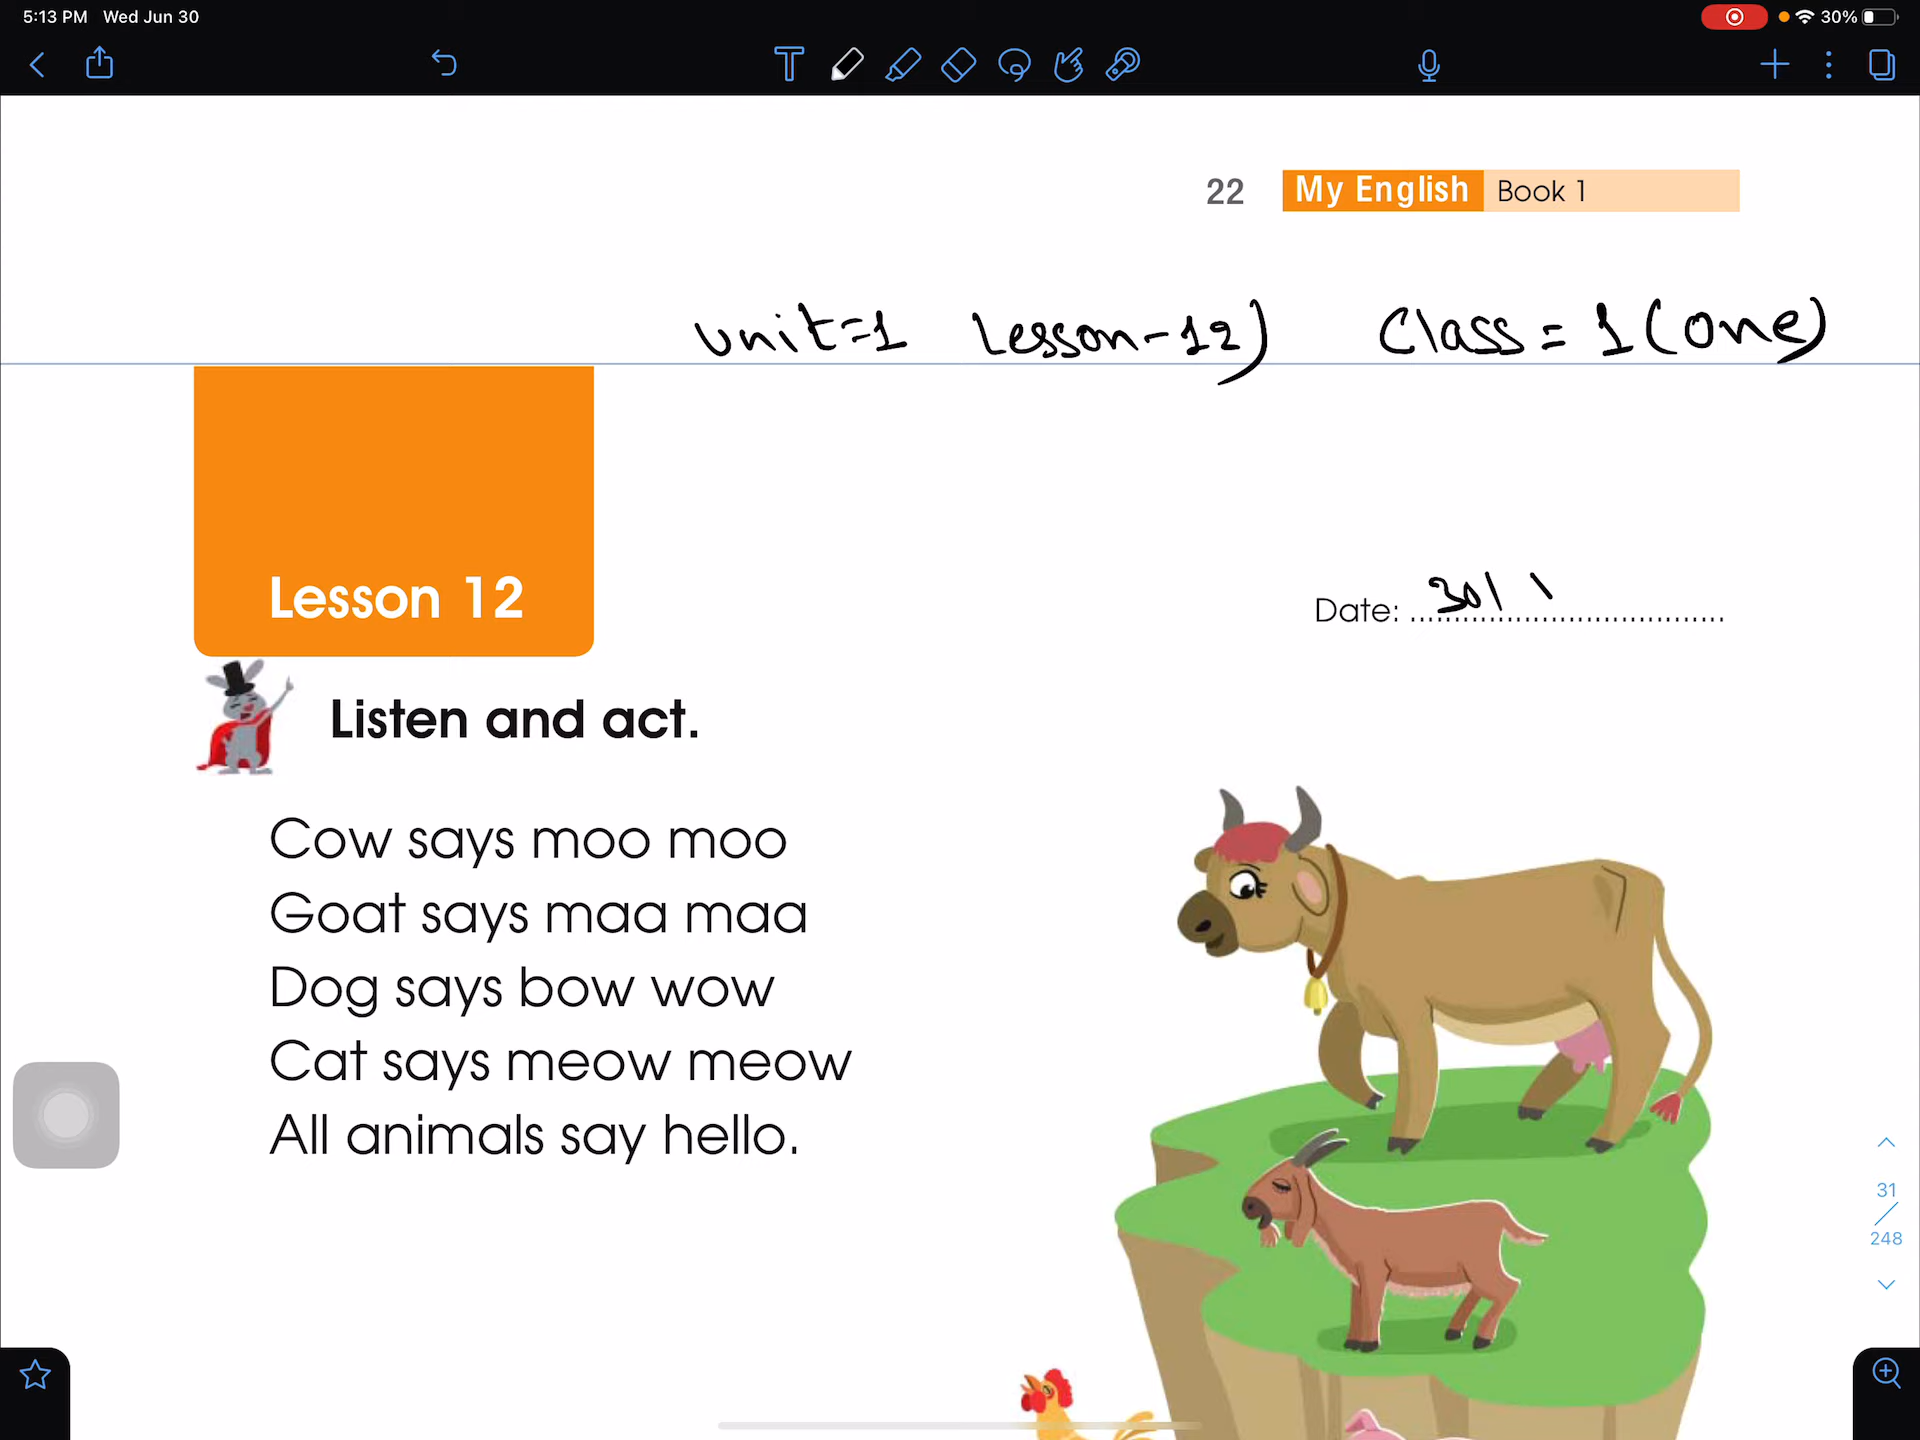 5:13 PM Wed Jun 30 30%
22 My English Book 1
Unit=1 Lesson-12) Class = 1 (one)
Lesson 12
Date: 30/
Listen and act.
Cow says moo moo
Goat says maa maa
Dog says bow wow
Cat says meow meow
All animals say hello.
31
/
248